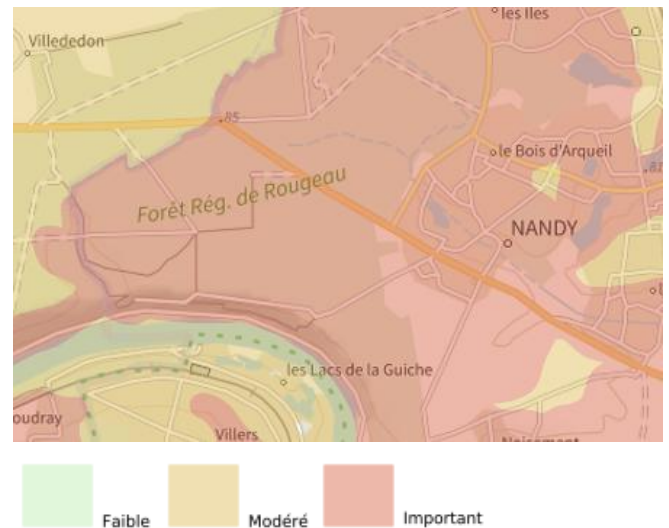 les Iles
Villededon
85
le Bois d'Arqueil
Forêt Rég. de Rougeau
NANDY
les Lacs de la Guiche
oudray
Villers
Noisement
Faible
Modéré
Important